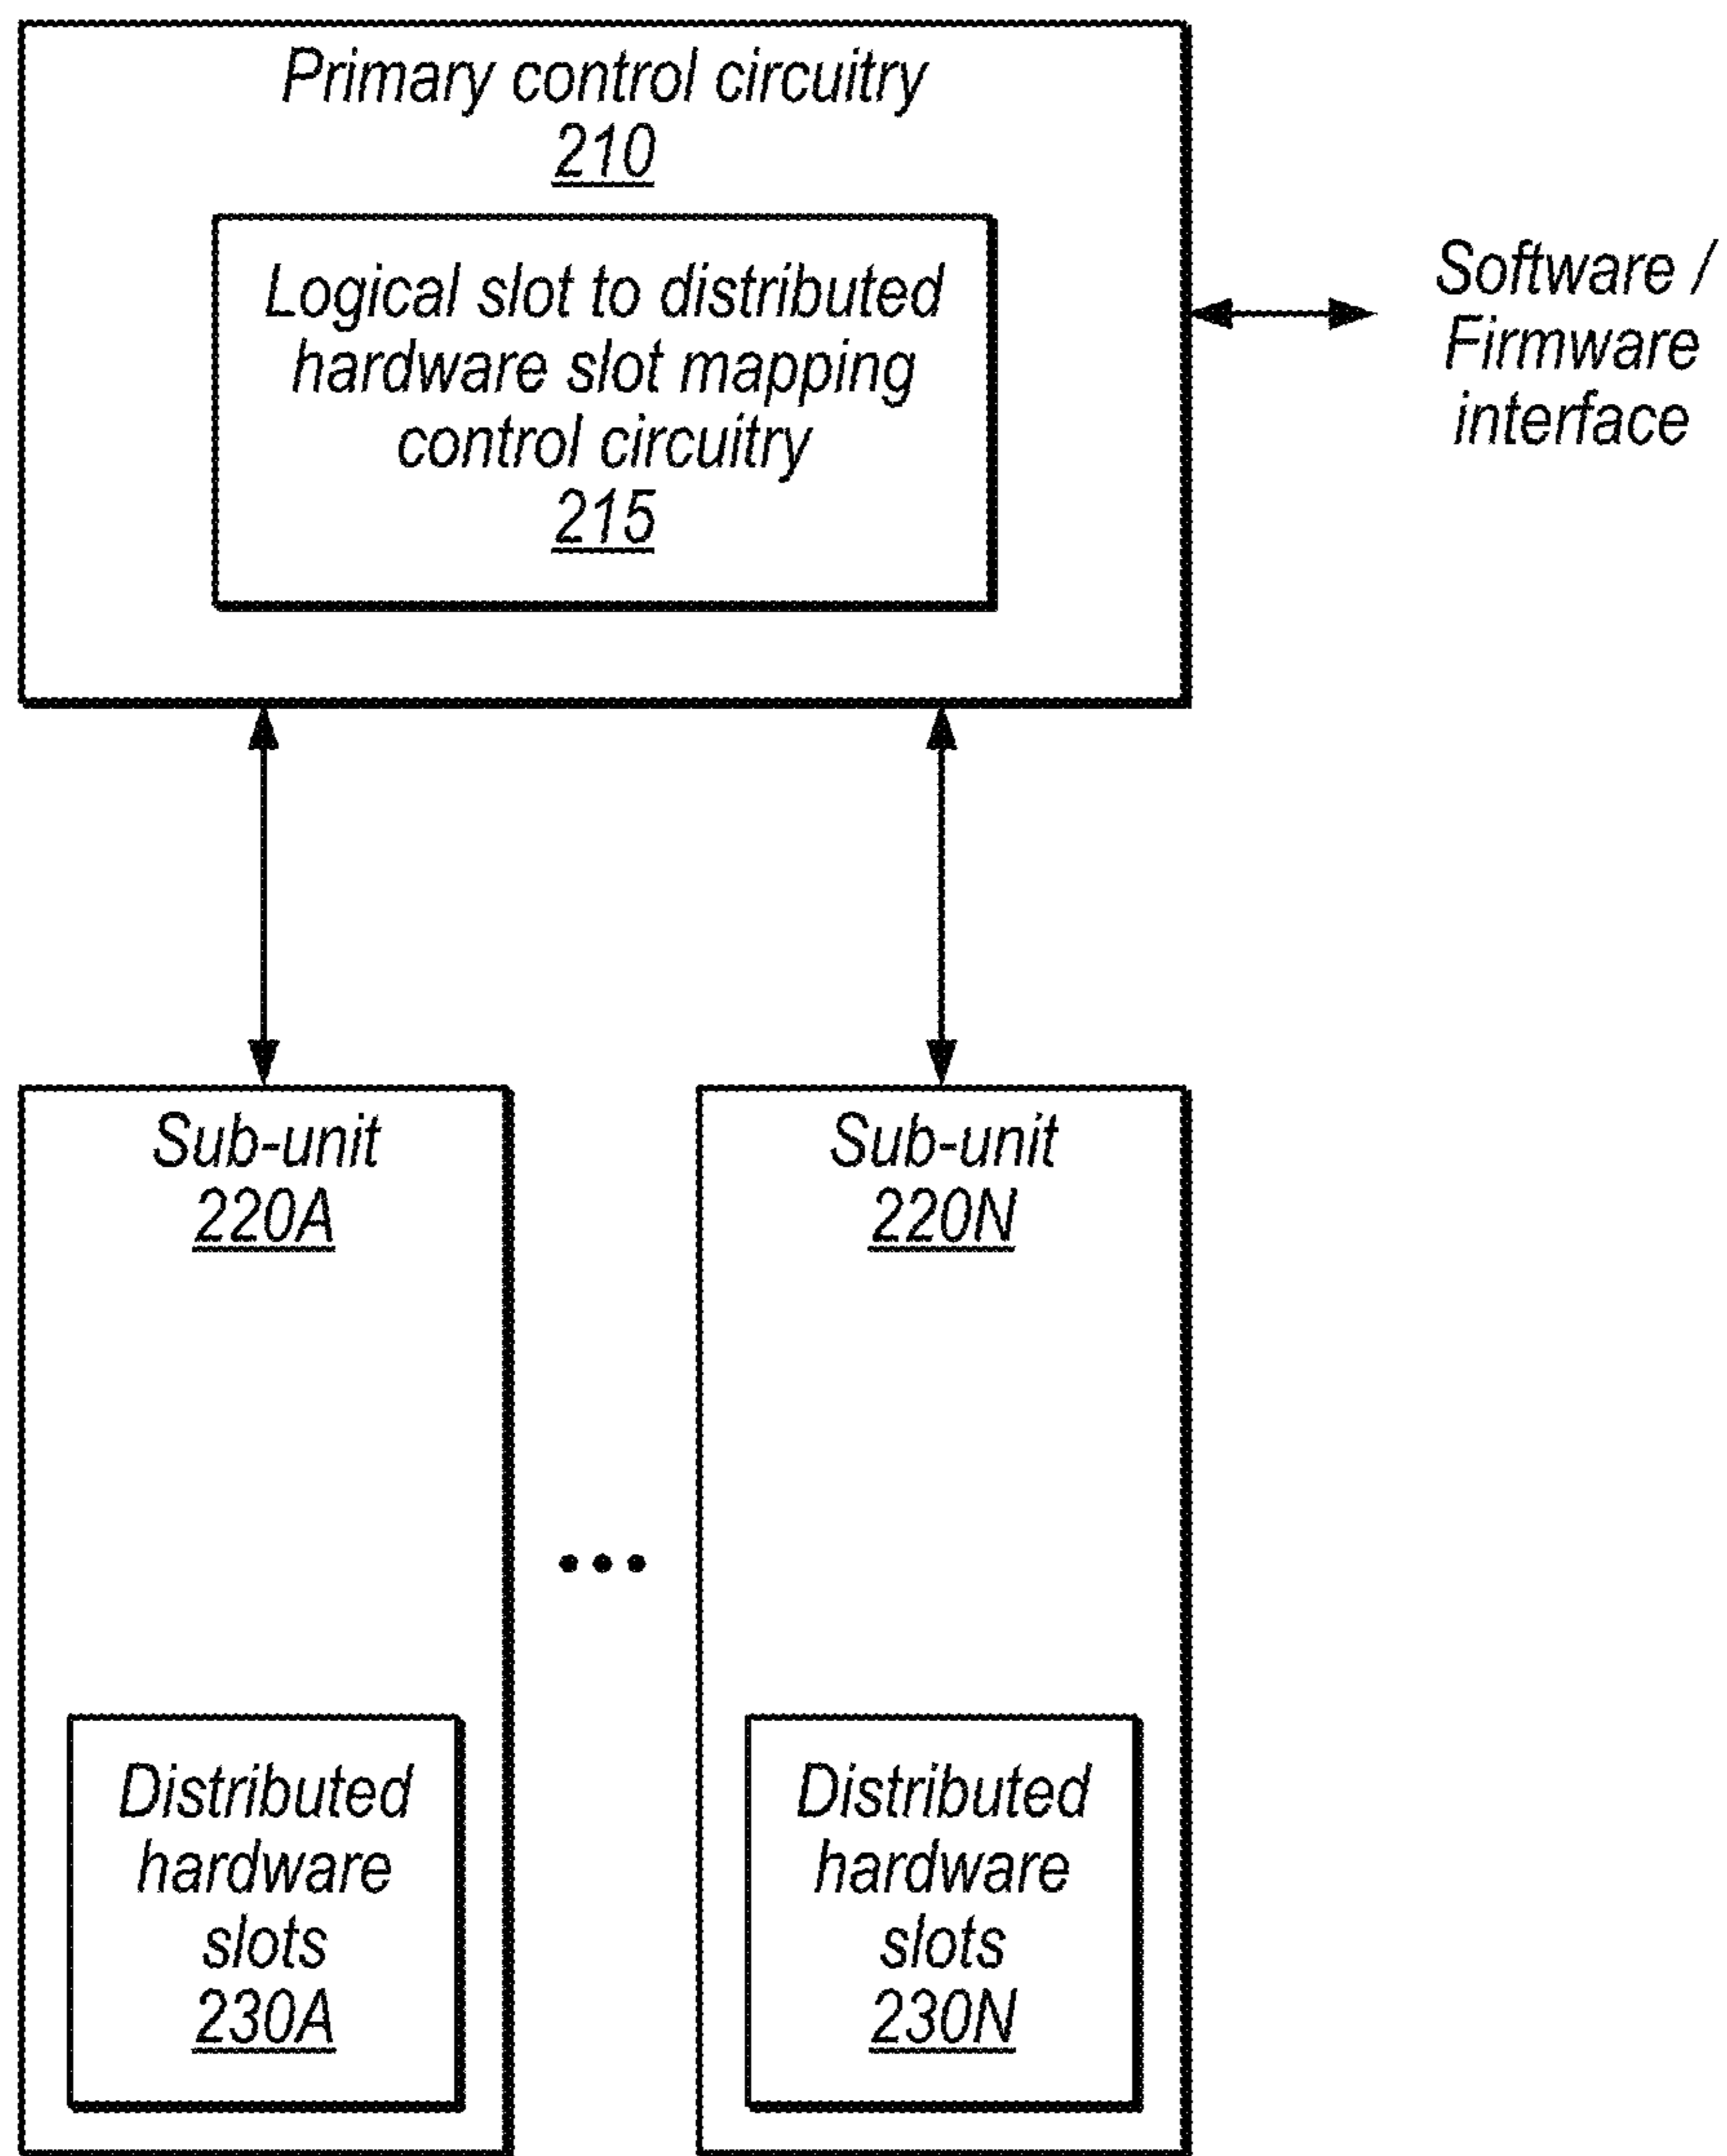 Primary control circuitry
210
Logical slot to distributed
hardware slot mapping
control circuitry
215
Software /
Firmware
interface
Sub-unit
220A
Sub-unit
220N
...
Distributed
hardware
slots
230A
Distributed
hardware
slots
230N